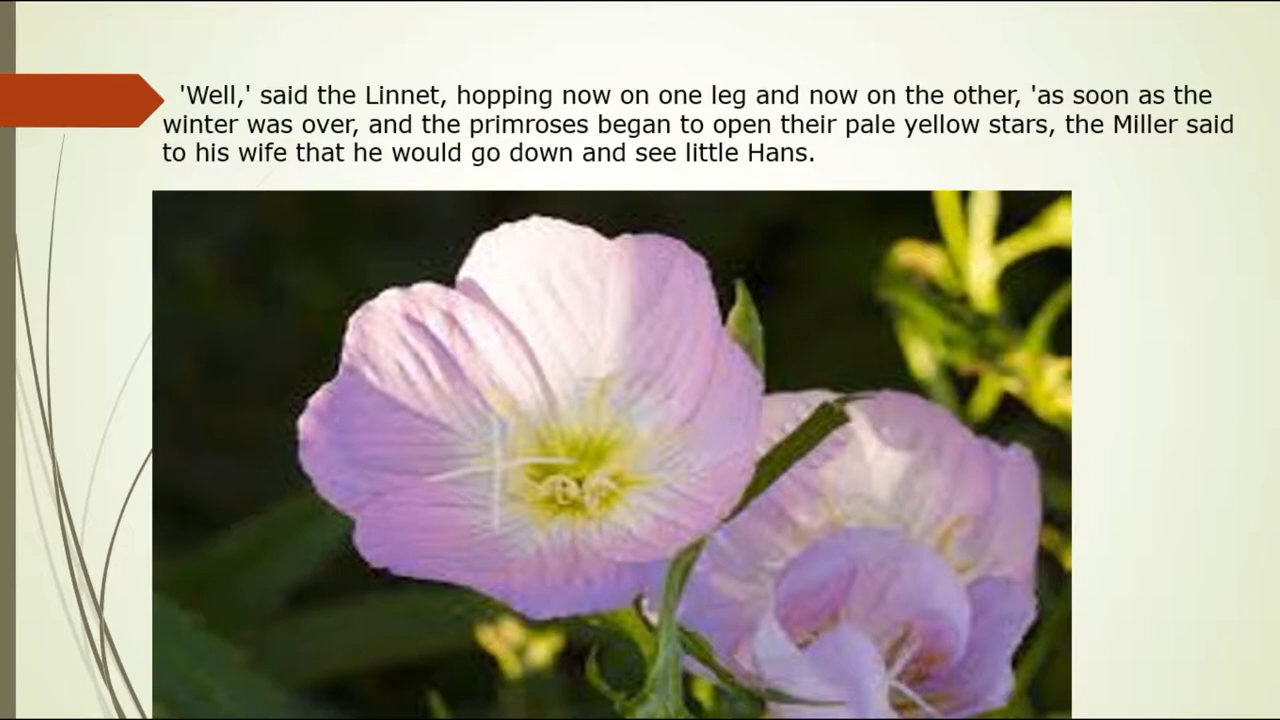 'Well,' said the Linnet, hopping now on one leg and now on the other, 'as soon as the
winter was over, and the primroses began to open their pale yellow stars, the Miller said
to his wife that he would go down and see little Hans.